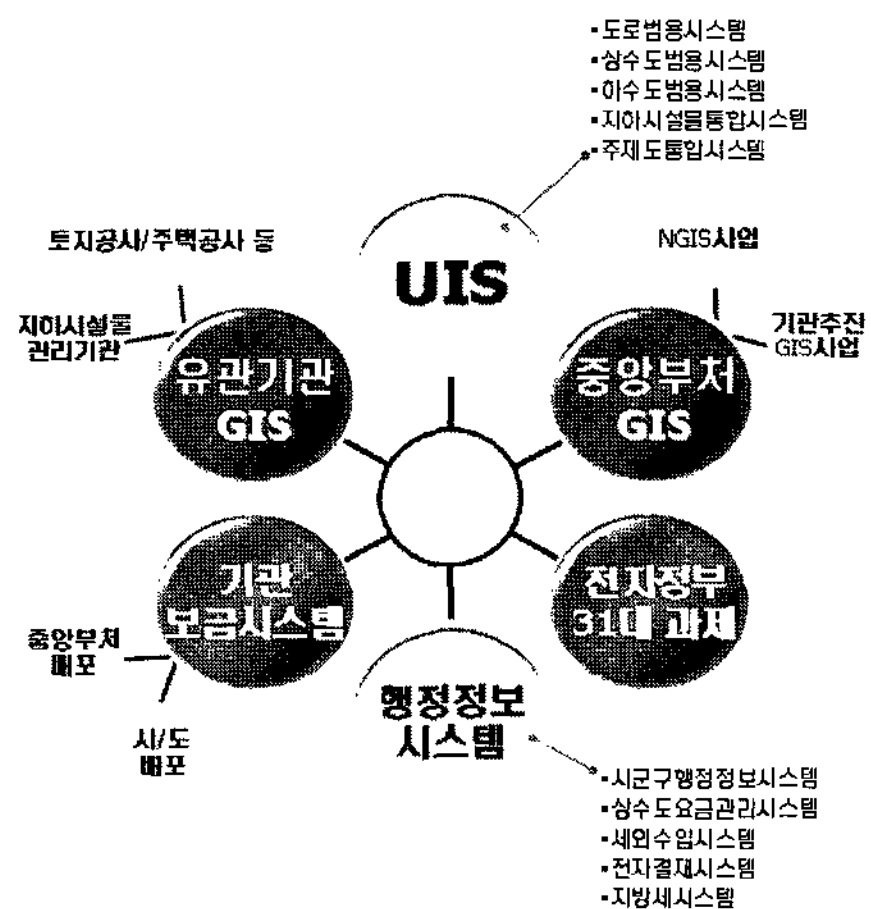 ▪도로범용시스템
▪상수도범용시스템
▪하수도범용시스템
▪지하시설물통합시스템
▪주제도통합시스템
토지공사/주택공사 등
UIS
NGIS사업
지하시설물
관리기관
유관기관
GIS
중앙부처
GIS
기관추진
GIS사업
기관
보급시스템
전자정부
31대 과제
중앙부처
배포
시/도
배포
행정정보
시스템
▪시군구행정정보시스템
▪상수도요금관리시스템
▪세외수입시스템
▪전자결재시스템
▪지방세시스템